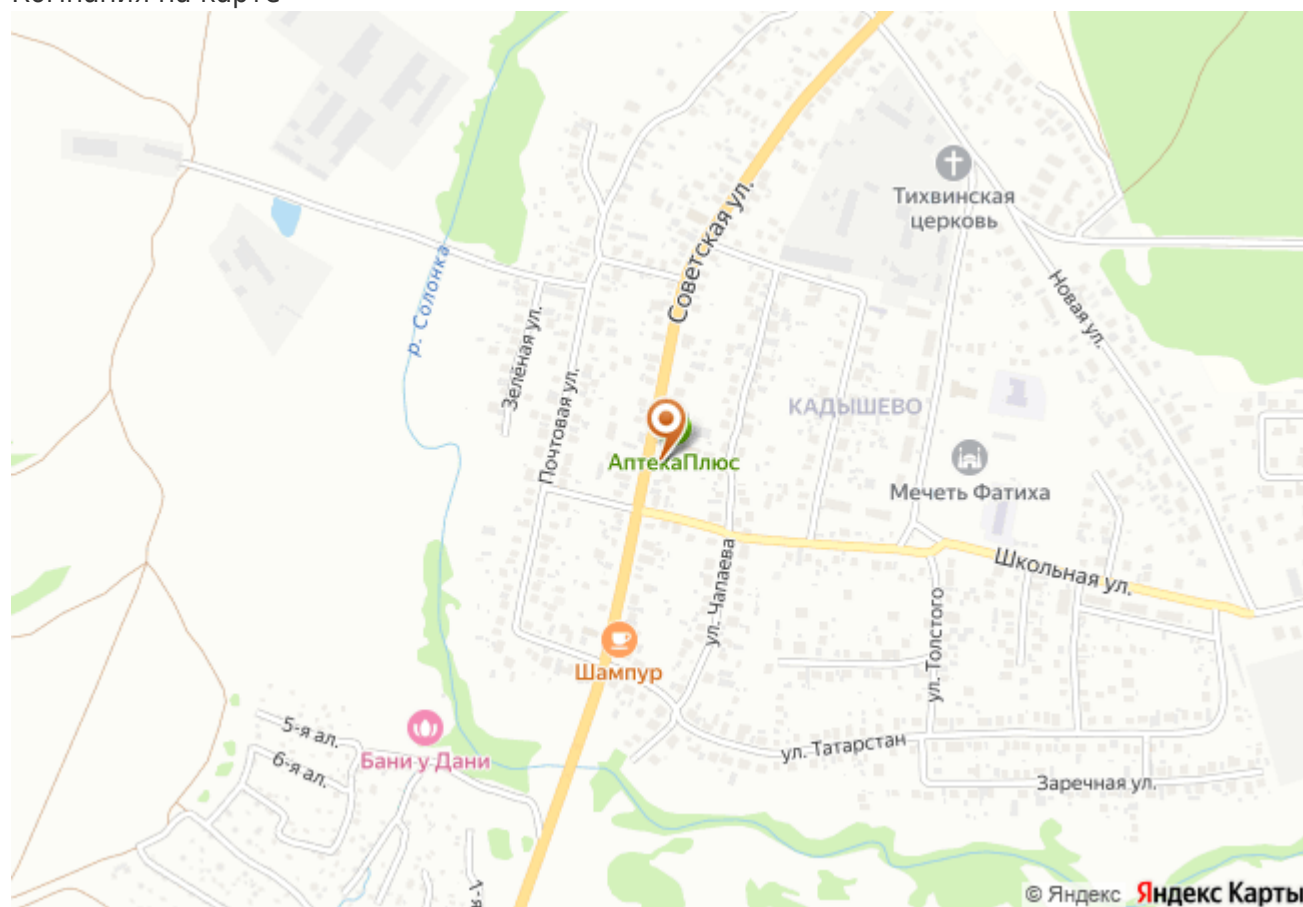 Компания на карте
Тихвинская
церковь
Советская ул.
р. Солонка
Новая ул.
Зелёная ул.
Почтовая ул.
КАДЫШЕВО
АптекаПлюс
Мечеть Фатиха
Школьная ул.
ул. Чапаева
ул. Толстого
Шампур
5-я ал.
Бани у Дани
6-я ал.
ул. Татарстан
Заречная ул.
© Яндекс Яндекс Карты